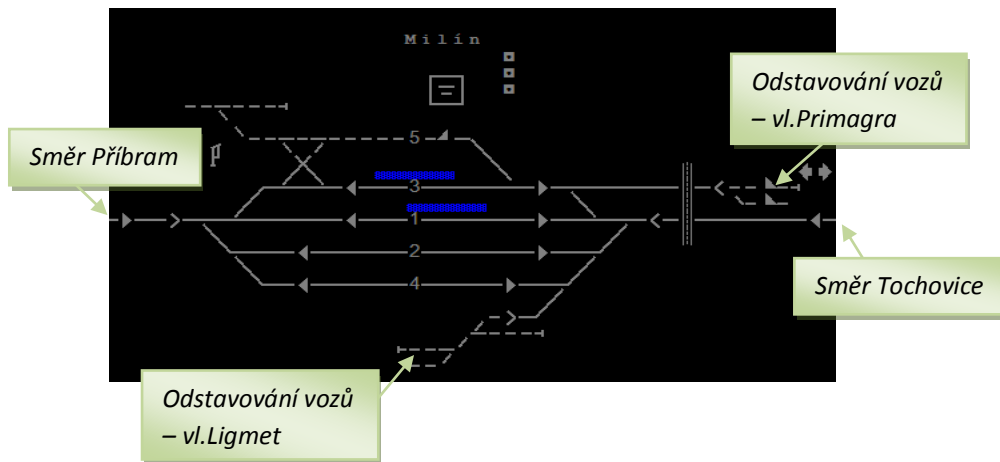 Milín
Odstavování vozů
– vl.Primagra
Směr Příbram
5
3
1
2
4
Směr Tochovice
Odstavování vozů
– vl.Ligmet